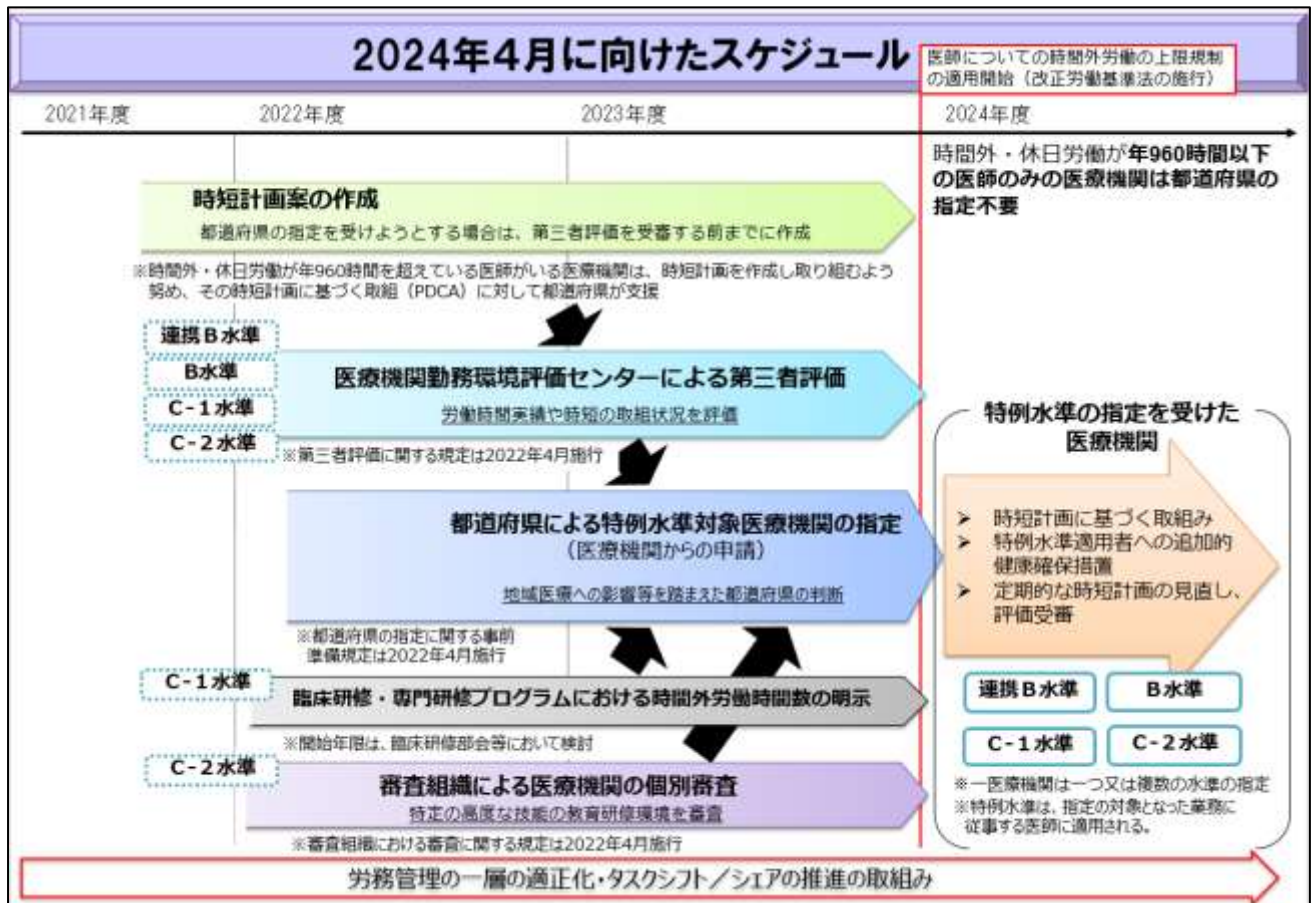 2024年4月に向けたスケジュール
医師についての時間外労働の上限規制
の適用開始（改正労働基準法の施行）
2021年度
2022年度
2023年度
2024年度
時間外・休日労働が年960時間以下
の医師のみの医療機関は都道府県の
指定不要
時短計画案の作成
都道府県の指定を受けようとする場合は、第三者評価を受審する前までに作成
※時間外・休日労働が年960時間を超えている医師がいる医療機関は、時短計画を作成し取り組むよう
努め、その時短計画に基づく取組（PDCA）に対して都道府県が支援
連携B水準
B水準
C-1水準
C-2水準
医療機関勤務環境評価センターによる第三者評価
労働時間実績や時短の取組状況を評価
※第三者評価に関する規定は2022年4月施行
都道府県による特例水準対象医療機関の指定
（医療機関からの申請）
地域医療への影響等を踏まえた都道府県の判断
※都道府県の指定に関する事前
準備規定は2022年4月施行
C-1水準
臨床研修・専門研修プログラムにおける時間外労働時間数の明示
※開始年限は、臨床研修部会等において検討
C-2水準
審査組織による医療機関の個別審査
特定の高度な技能の教育研修環境を審査
※審査組織における審査に関する規定は2022年4月施行
特例水準の指定を受けた
医療機関
➢ 時短計画に基づく取組み
➢ 特例水準適用者への追加的
健康確保措置
➢ 定期的な時短計画の見直し、
評価受審
連携B水準
B水準
C-1水準
C-2水準
※一医療機関は一つ又は複数の水準の指定
※特例水準は、指定の対象となった業務に
従事する医師に適用される。
労務管理の一層の適正化・タスクシフト／シェアの推進の取組み